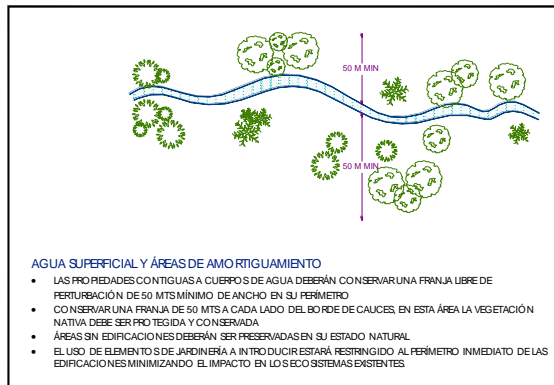 50 M MIN
50 M MIN
AGUA SUPERFICIAL Y ÁREAS DE AMORTIGUAMIENTO
• LAS PROPIEDADES CONTIGUAS A CUERPOS DE AGUA DEBERÁN CONSERVAR UNA FRANJA LIBRE DE
PERTURBACIÓN DE 50 MTS MÍNIMO DE ANCHO EN SU PERÍMETRO
• CONSERVAR UNA FRANJA DE 50 MTS A CADA LADO DEL BORDE DE CAUCES, EN ESTA ÁREA LA VEGETACIÓN
NATIVA DEBE SER PROTEGIDA Y CONSERVADA
• ÁREAS SIN EDIFICACIONES DEBERÁN SER PRESERVADAS EN SU ESTADO NATURAL
• EL USO DE ELEMENTOS DE JARDINERÍA A INTRODUCIR ESTARÁ RESTRINGIDO AL PERÍMETRO INMEDIATO DE LAS
EDIFICACIONES MINIMIZANDO EL IMPACTO EN LOS ECOSISTEMAS EXISTENTES.